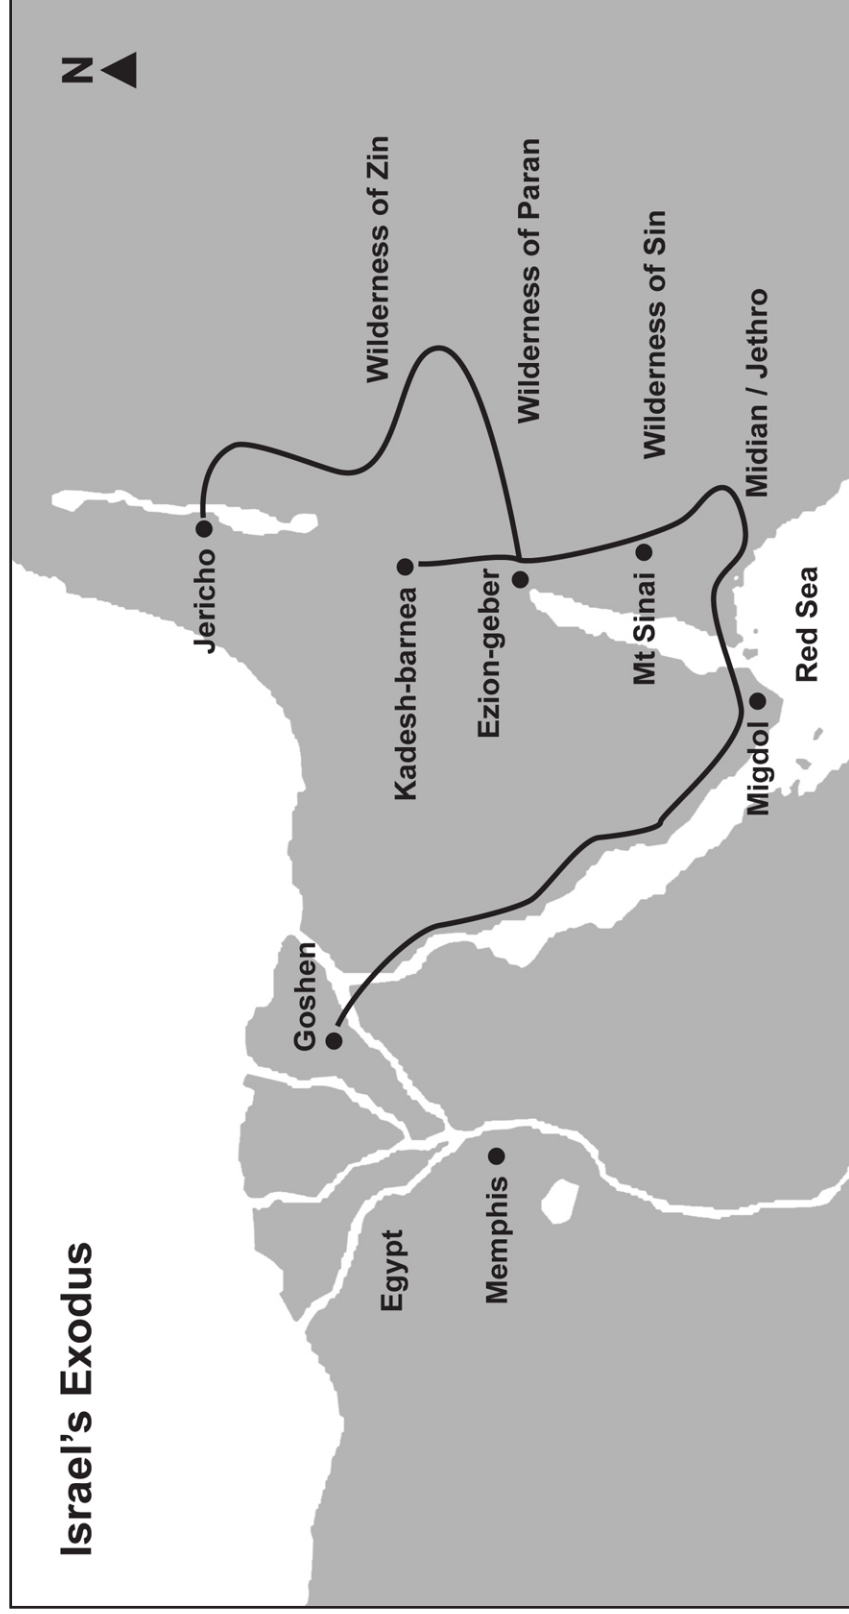 Israel's Exodus
N
Jericho
Wilderness of Zin
Goshen
Kadesh-barnea
Egypt
Ezion-geber
Wilderness of Paran
Memphis
Mt Sinai
Wilderness of Sin
Migdol
Midian / Jethro
Red Sea